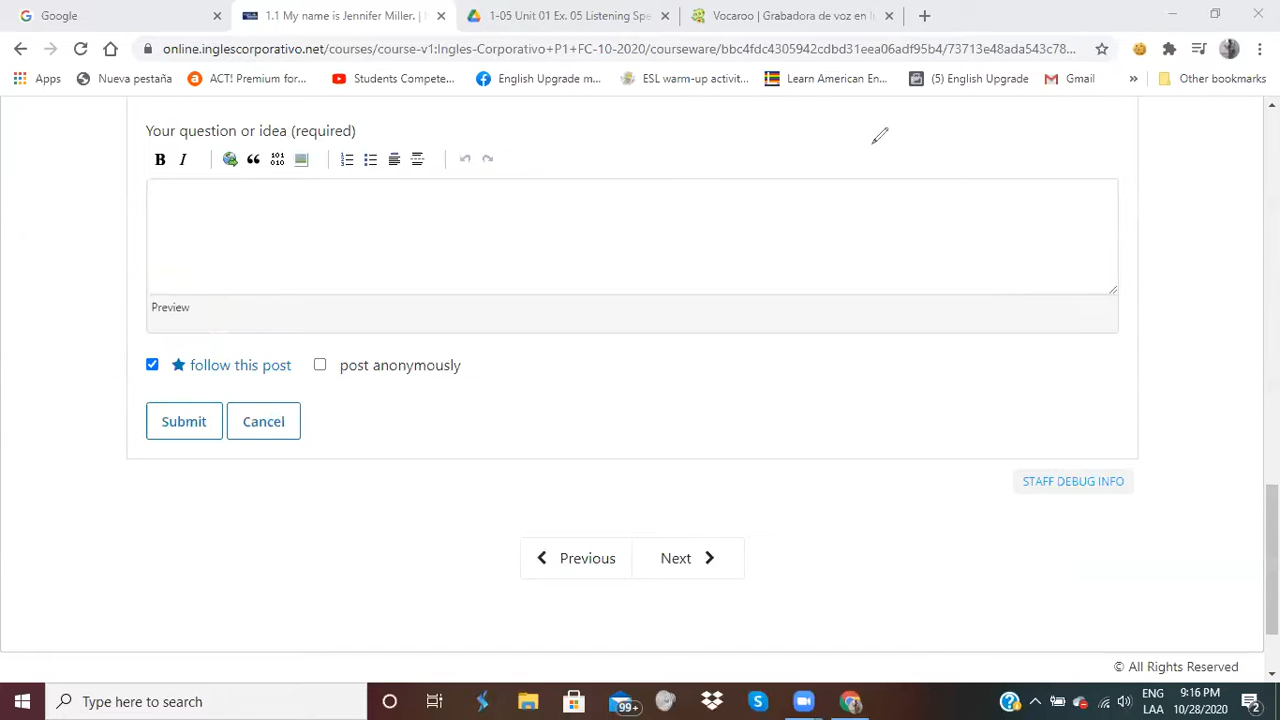 Google
1.1 My name is Jennifer Miller. |
1-05 Unit 01 Ex. 05 Listening Spe
Vocaroo | Grabadora de voz en lí
online.inglescorporativo.net/courses/course-v1:Ingles-Corporativo+P1+FC-10-2020/courseware/bbc4fdc4305942cdbd31eea06adf95b4/73713e48ada543c78...
Apps
Nueva pestaña
ACT! Premium for...
Students Compete...
English Upgrade m...
ESL warm-up activit...
Learn American En...
(5) English Upgrade
Gmail
»
Other bookmarks
Your question or idea (required)
B I
101
010
Preview
follow this post
post anonymously
Submit
Cancel
STAFF DEBUG INFO
Previous
Next
© All Rights Reserved
Type here to search
99+
ENG
LAA
9:16 PM
10/28/2020
2